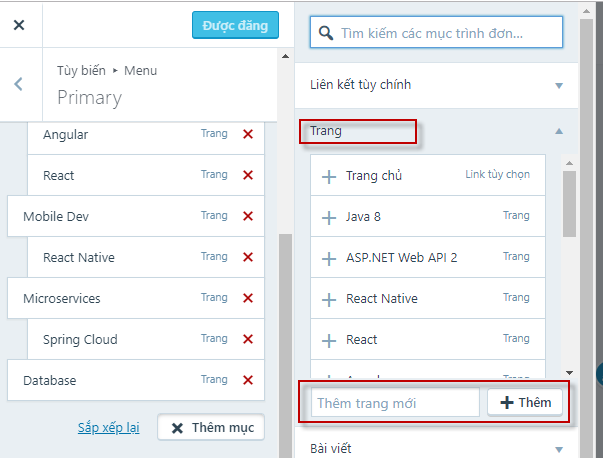 Được đăng
Tùy biến ▸ Menu
Primary
Angular Trang
React Trang
Mobile Dev Trang
React Native Trang
Microservices Trang
Spring Cloud Trang
Database Trang
Sắp xếp lại Thêm mục
Tìm kiếm các mục trình đơn...
Liên kết tùy chính
Trang
Trang chủ Link tùy chọn
Java 8 Trang
ASP.NET Web API 2 Trang
React Native Trang
React Trang
Thêm trang mới Thêm
Bài viết